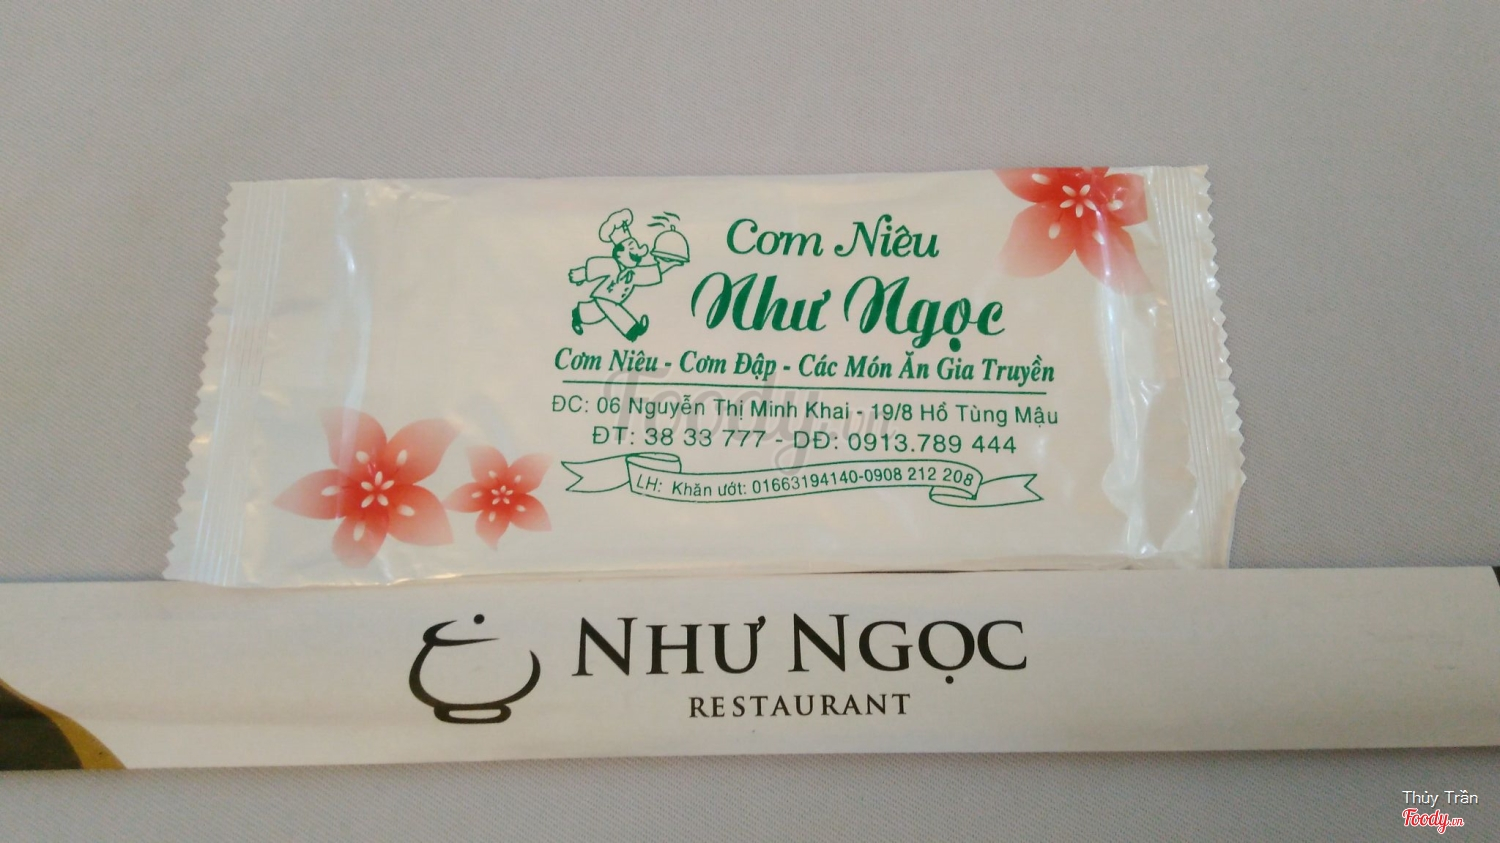 Cơm Niêu
Như Ngọc
Cơm Niêu - Cơm Đập - Các Món Ăn Gia Truyền
ĐC: 06 Nguyễn Thị Minh Khai - 19/8 Hồ Tùng Mậu
ĐT: 38 33 777 - DĐ: 0913.789 444
LH: Khăn ướt: 01663194140-0908 212 208
Foody.vn
NHƯ NGỌC
RESTAURANT
Thủy Trần
Foody.vn